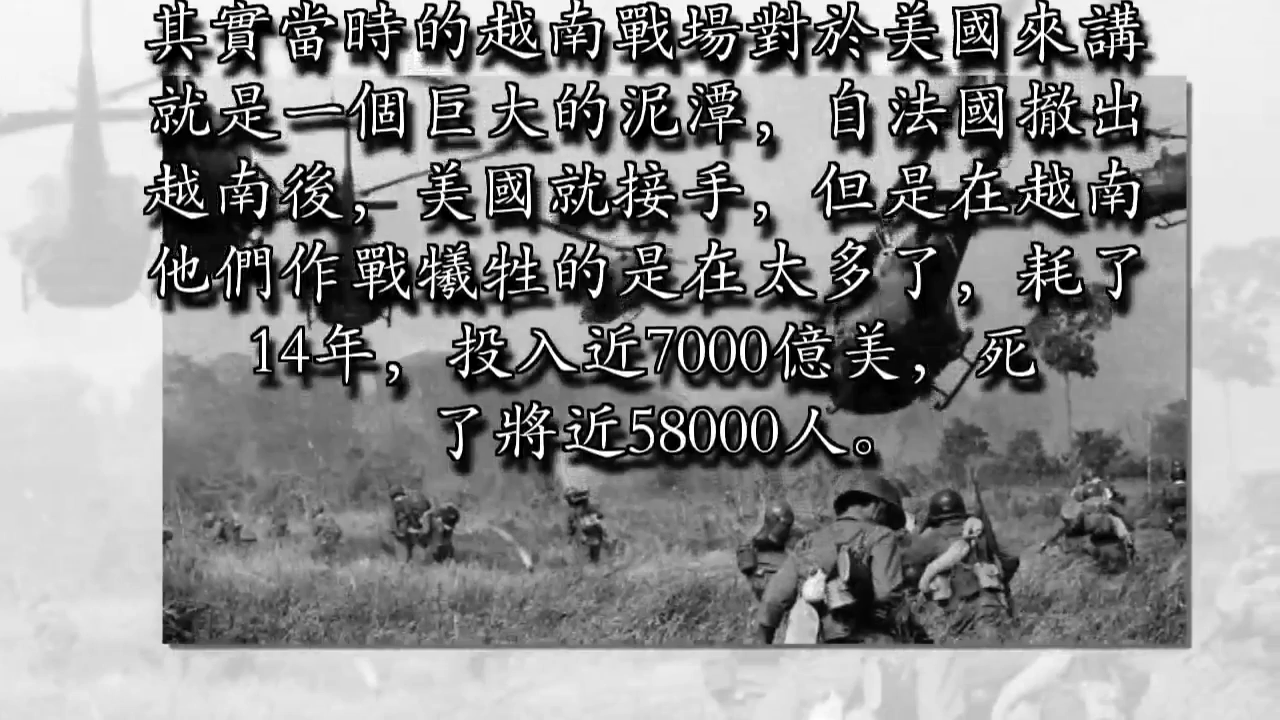 其實當時的越南戰場對於美國來講
就是一個巨大的泥潭，自法國撤出
越南後，美國就接手，但是在越南
他們作戰犧牲的是在太多了，耗了
14年，投入近7000億美，死
了將近58000人。